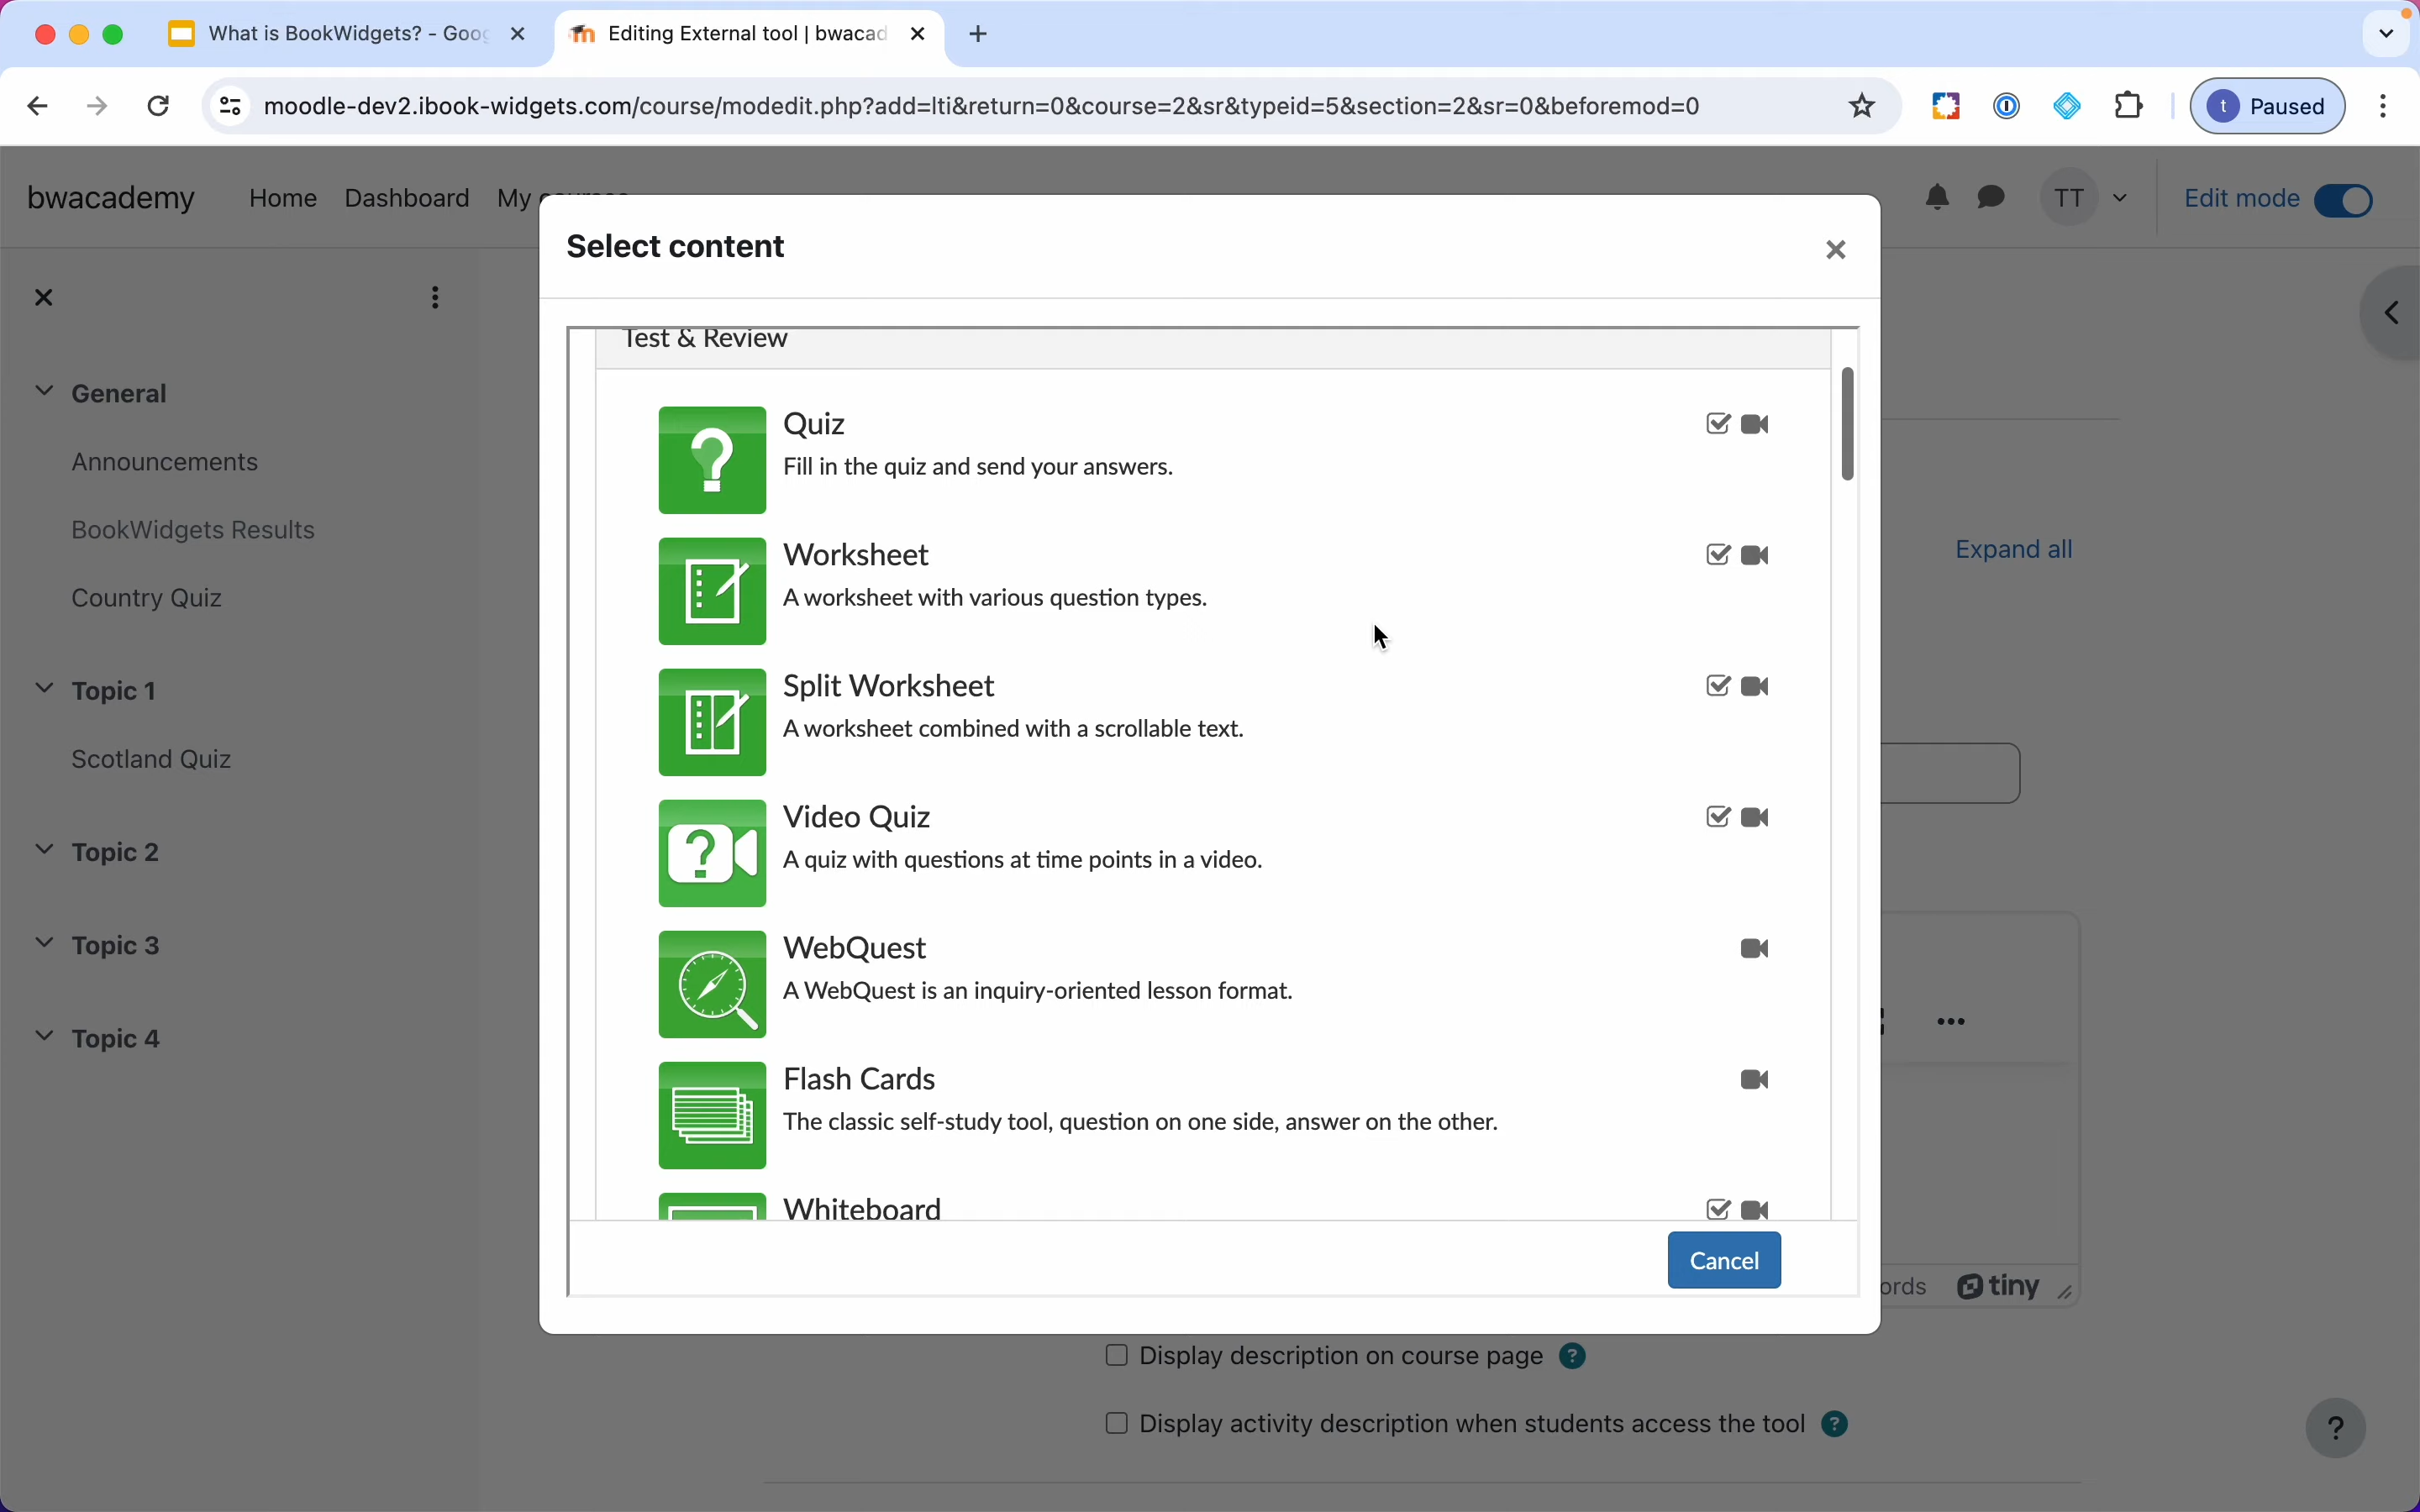 What is BookWidgets? - Goog
Editing External tool | bwacad
moodle-dev2.ibook-widgets.com/course/modedit.php?add=lti&return=0&course=2&sr&typeid=5&section=2&sr=0&beforemod=0
t Paused
bwacademy Home Dashboard My courses
TT Edit mode
Select content
General
Announcements
BookWidgets Results
Country Quiz
Topic 1
Scotland Quiz
Topic 2
Topic 3
Topic 4
Test & Review
Quiz
Fill in the quiz and send your answers.
Worksheet
A worksheet with various question types.
Split Worksheet
A worksheet combined with a scrollable text.
Video Quiz
A quiz with questions at time points in a video.
WebQuest
A WebQuest is an inquiry-oriented lesson format.
Flash Cards
The classic self-study tool, question on one side, answer on the other.
Whiteboard
Cancel
Expand all
ords tiny
Display description on course page ?
Display activity description when students access the tool ?
?